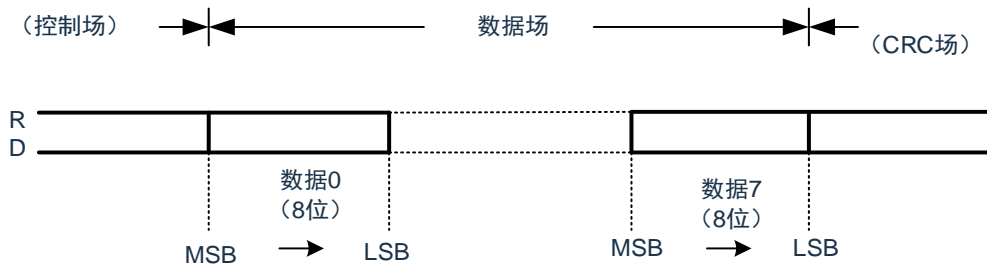 （控制场）
数据场
（CRC场）
R
D
数据0
（8位）
数据7
（8位）
MSB
LSB
MSB
LSB